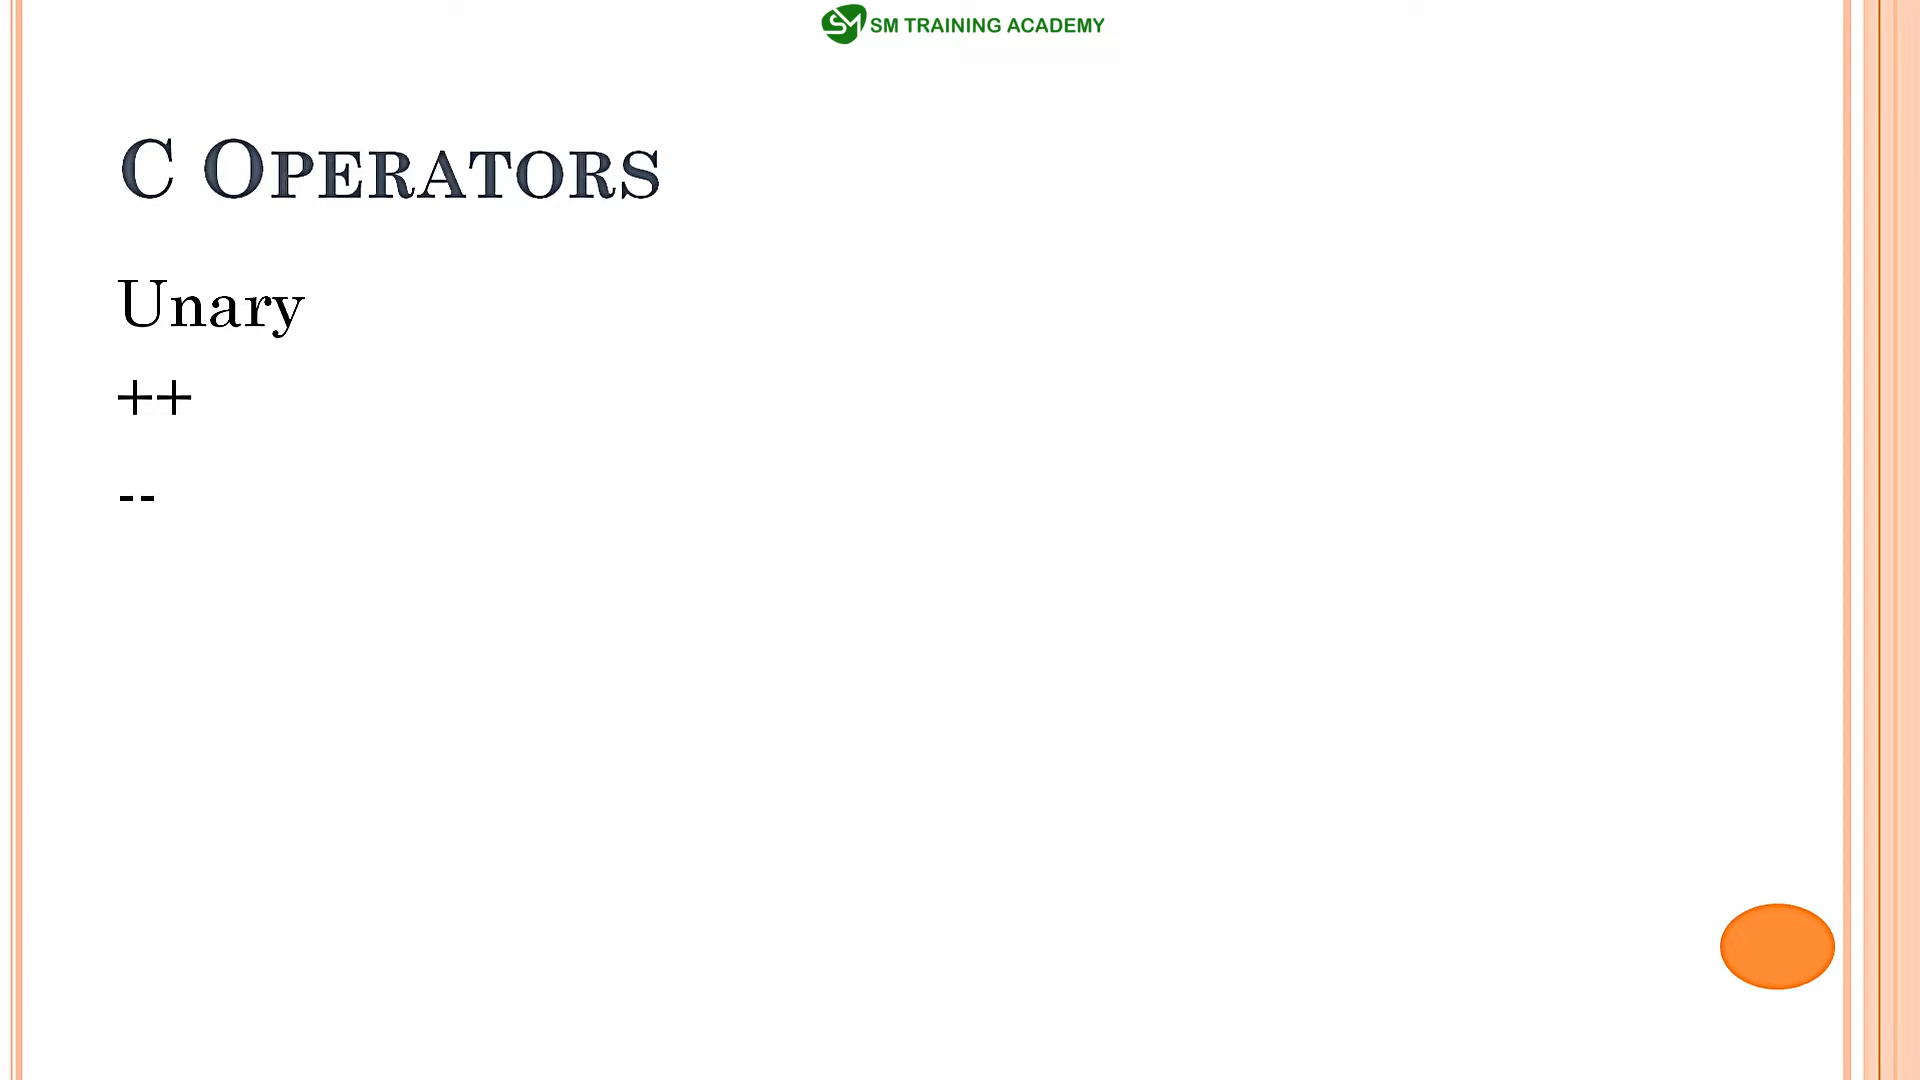 SM TRAINING ACADEMY
C OPERATORS
Unary
++
--